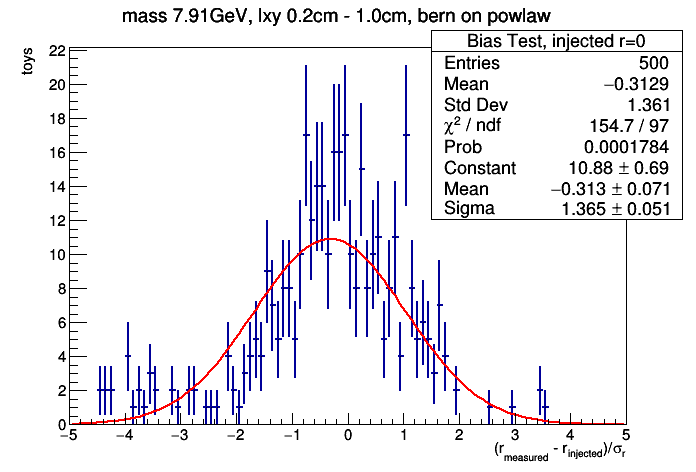 mass 7.91GeV, lxy 0.2cm - 1.0cm, bern on powlaw
Bias Test, injected r=0
Entries 500
Mean −0.3129
Std Dev 1.361
χ² / ndf 154.7 / 97
Prob 0.0001784
Constant 10.88 ± 0.69
Mean −0.313 ± 0.071
Sigma 1.365 ± 0.051
toys
22
20
18
16
14
12
10
8
6
4
2
0
−5 −4 −3 −2 −1 0 1 2 3 4 5
(r_measured - r_injected)/σ_r